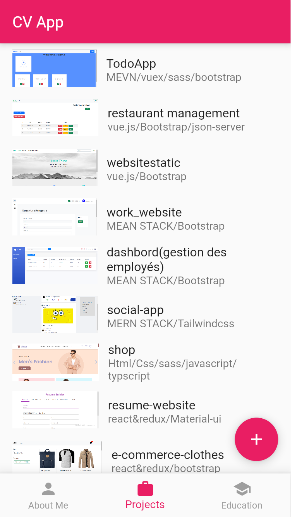 CV App
TodoApp
MEVN/vuex/sass/bootstrap
restaurant management
vue.js/Bootstrap/json-server
websitestatic
vue.js/Bootstrap
work_website
MEAN STACK/Bootstrap
dashbord(gestion des
employés)
MEAN STACK/Bootstrap
social-app
MERN STACK/Tailwindcss
shop
Html/Css/sass/javascript/
typscript
resume-website
react&redux/Material-ui
e-commerce-clothes
react&redux/bootstrap
About Me
Projects
Education